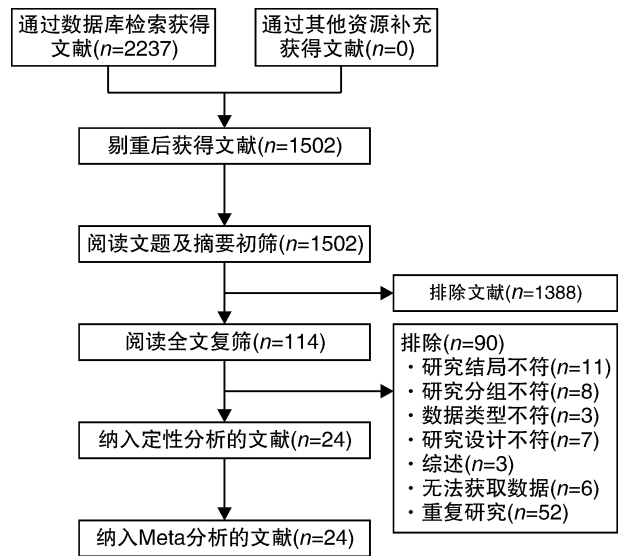 通过数据库检索获得
文献(n=2237)
通过其他资源补充
获得文献(n=0)
剔重后获得文献(n=1502)
阅读文题及摘要初筛(n=1502)
排除文献(n=1388)
阅读全文复筛(n=114)
排除(n=90)
·研究结局不符(n=11)
·研究分组不符(n=8)
·数据类型不符(n=3)
·研究设计不符(n=7)
·综述(n=3)
·无法获取数据(n=6)
·重复研究(n=52)
纳入定性分析的文献(n=24)
纳入Meta分析的文献(n=24)